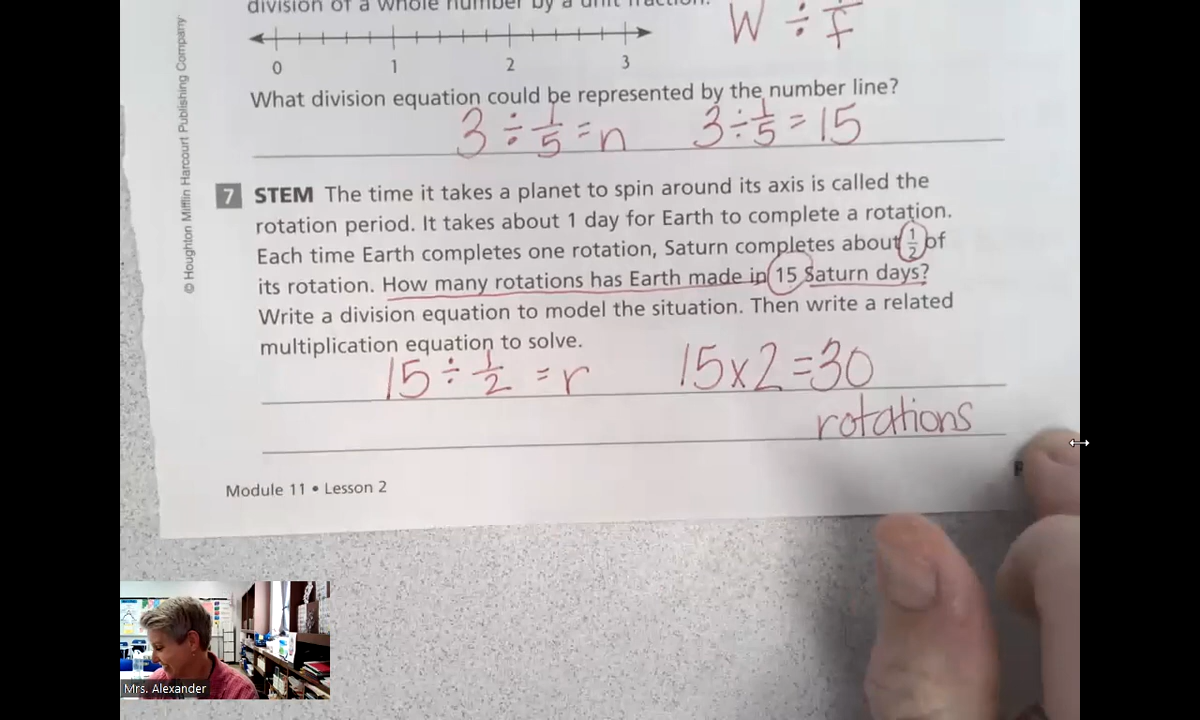 division of a whole number by a unit fraction.
W ÷ 1/f
0 1 2 3
What division equation could be represented by the number line?
3 ÷ 1/5 = n 3 ÷ 1/5 = 15
7 STEM The time it takes a planet to spin around its axis is called the
rotation period. It takes about 1 day for Earth to complete a rotation.
Each time Earth completes one rotation, Saturn completes about 1/2 of
its rotation. How many rotations has Earth made in 15 Saturn days?
Write a division equation to model the situation. Then write a related
multiplication equation to solve.
15 ÷ 1/2 = r 15 x 2 = 30
rotations
Module 11 • Lesson 2
© Houghton Mifflin Harcourt Publishing Company
Mrs. Alexander